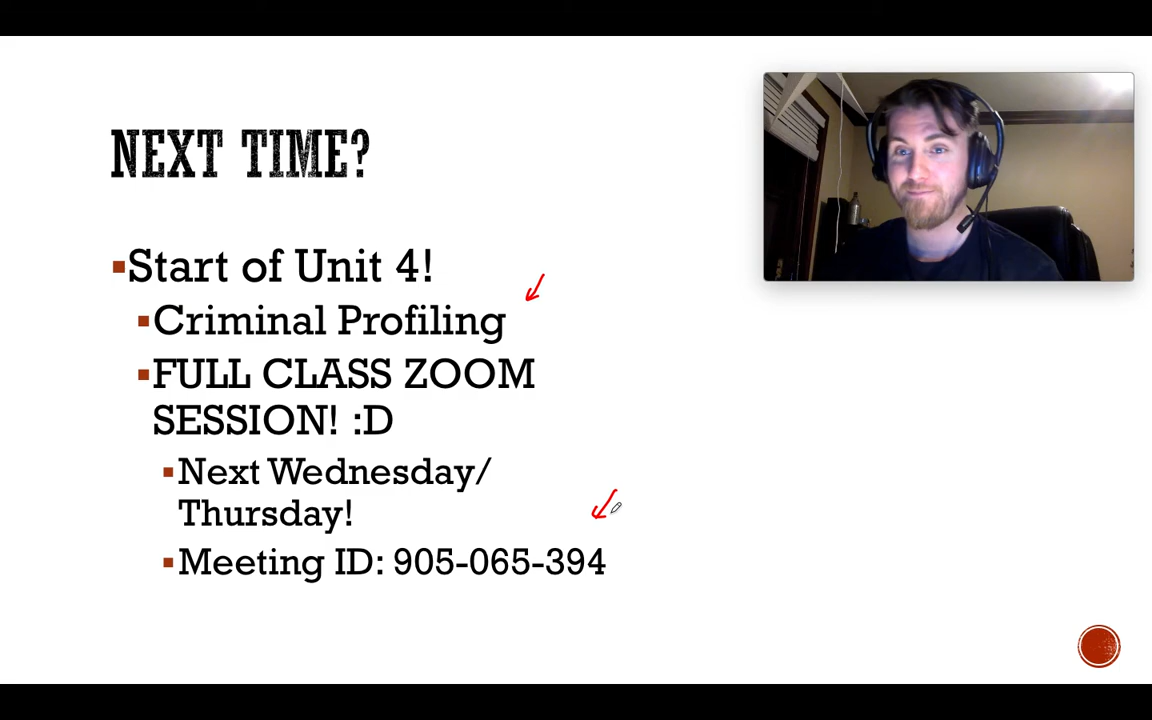 NEXT TIME?
▪Start of Unit 4!
▪Criminal Profiling
▪FULL CLASS ZOOM
SESSION! :D
▪Next Wednesday/
Thursday!
▪Meeting ID: 905-065-394